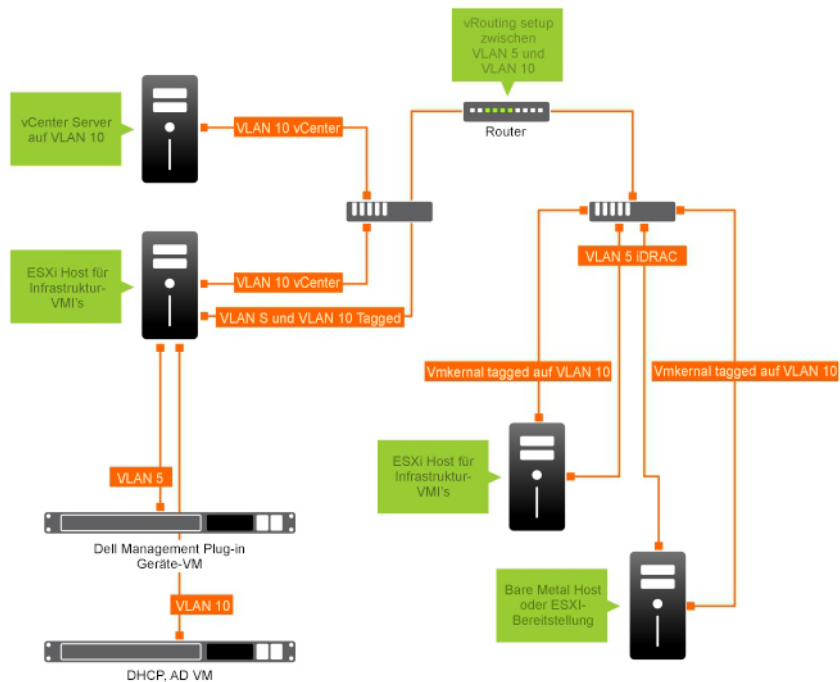 vRouting setup
zwischen
VLAN 5 und
VLAN 10
Router
vCenter Server
auf VLAN 10
VLAN 10 vCenter
ESXi Host für
Infrastruktur-
VMI's
VLAN 10 vCenter
VLAN S und VLAN 10 Tagged
VLAN 5 iDRAC
Vmkernal tagged auf VLAN 10
Vmkernal tagged auf VLAN 10
ESXi Host für
Infrastruktur-
VMI's
VLAN 5
Dell Management Plug-in
Geräte-VM
VLAN 10
DHCP, AD VM
Bare Metal Host
oder ESXI-
Bereitstellung